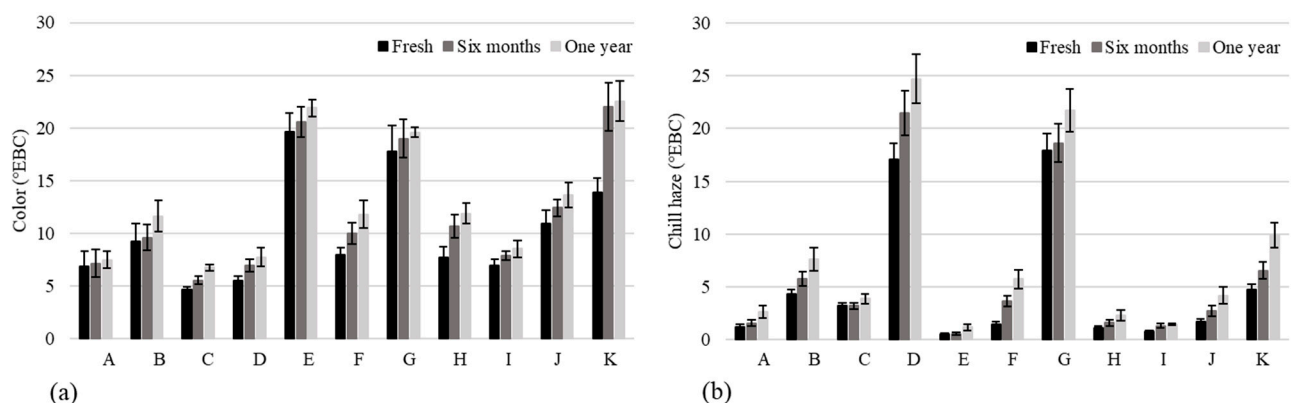 30
25
20
15
10
5
0
Color (°EBC)
Fresh Six months One year
A B C D E F G H I J K
(a)
30
25
20
15
10
5
0
Chill haze (°EBC)
Fresh Six months One year
A B C D E F G H I J K
(b)